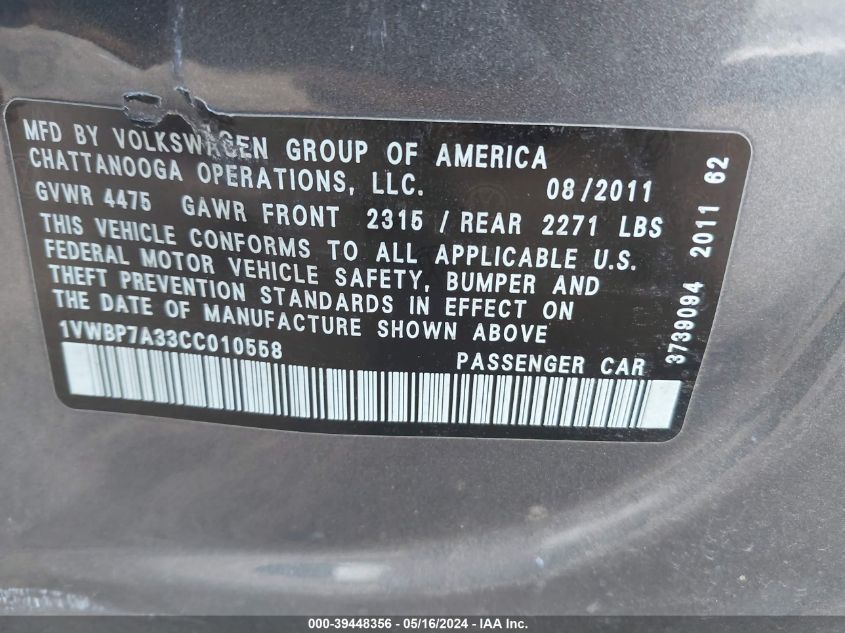 MFD BY VOLKSWAGEN GROUP OF AMERICA
CHATTANOOGA OPERATIONS, LLC. 08/2011
GVWR 4475 GAWR FRONT 2315 / REAR 2271 LBS
THIS VEHICLE CONFORMS TO ALL APPLICABLE U.S.
FEDERAL MOTOR VEHICLE SAFETY, BUMPER AND
THEFT PREVENTION STANDARDS IN EFFECT ON
THE DATE OF MANUFACTURE SHOWN ABOVE
1VWBP7A33CC010558
PASSENGER CAR
3739094 2011 62
000-39448356 - 05/16/2024 - IAA Inc.